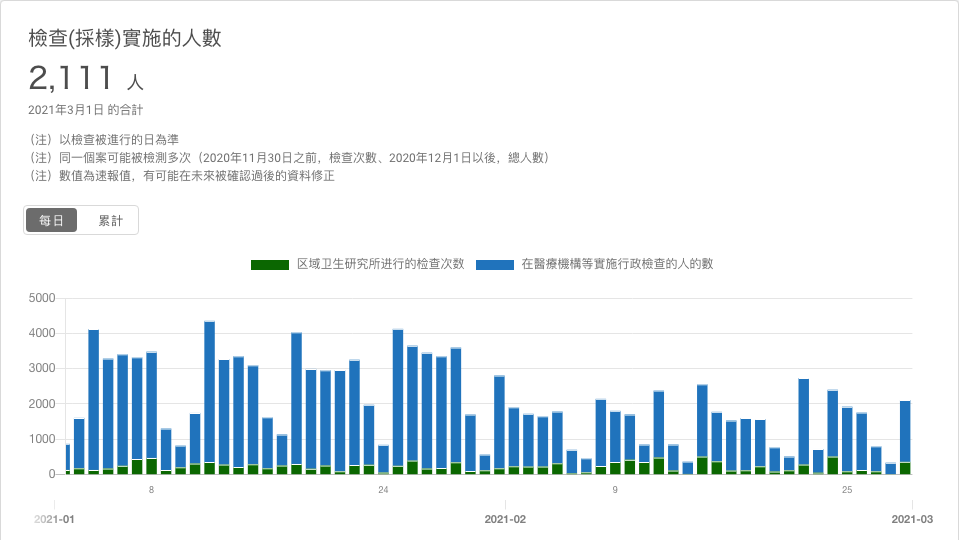 檢查(採樣)實施的人數
2,111 人
2021年3月1日 的合計
（注）以檢查被進行的日為準
（注）同一個案可能被檢測多次（2020年11月30日之前，檢查次數、2020年12月1日以後，總人數）
（注）數值為速報值，有可能在未來被確認過後的資料修正
每日 累計
区域卫生研究所进行的检查次数 在醫療機構等實施行政檢查的人的數
5000
4000
3000
2000
1000
0
8 24 9 25
2021-01 2021-02 2021-03